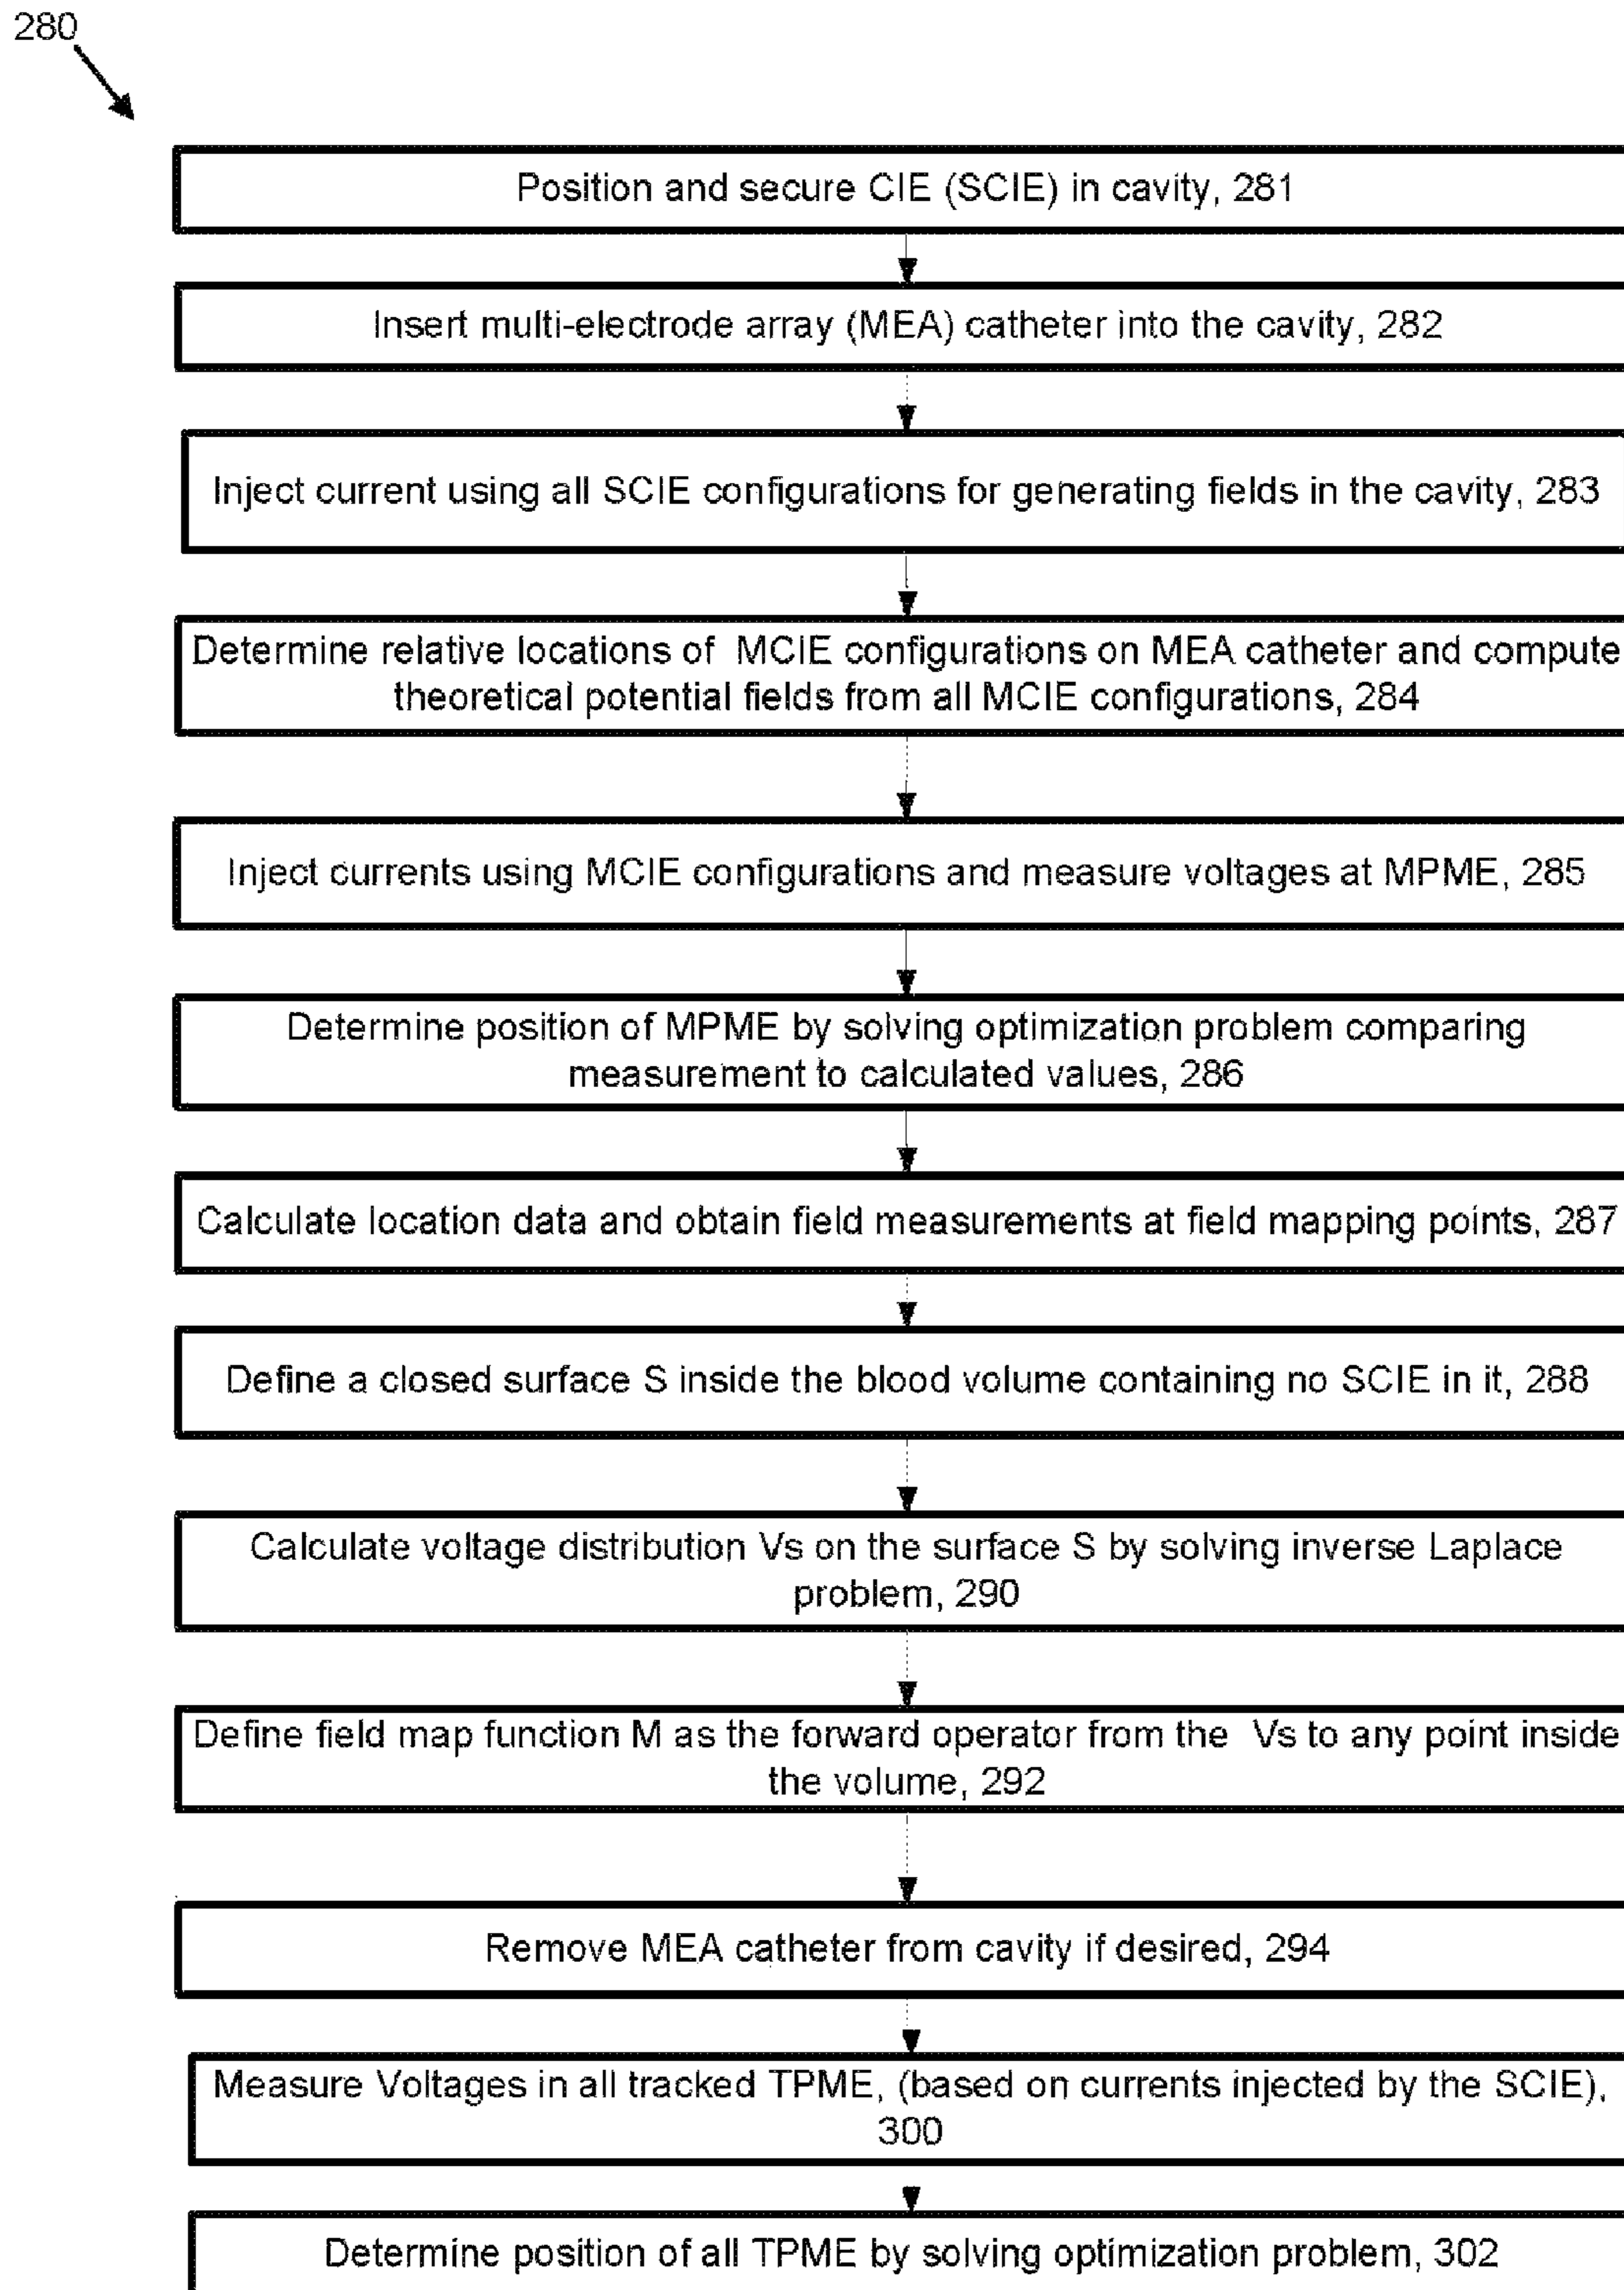 280
Position and secure CIE (SCIE) in cavity, 281
Insert multi-electrode array (MEA) catheter into the cavity, 282
Inject current using all SCIE configurations for generating fields in the cavity, 283
Determine relative locations of MCIE configurations on MEA catheter and compute
theoretical potential fields from all MCIE configurations, 284
Inject currents using MCIE configurations and measure voltages at MPME, 285
Determine position of MPME by solving optimization problem comparing
measurement to calculated values, 286
Calculate location data and obtain field measurements at field mapping points, 287
Define a closed surface S inside the blood volume containing no SCIE in it, 288
Calculate voltage distribution Vs on the surface S by solving inverse Laplace
problem, 290
Define field map function M as the forward operator from the Vs to any point inside
the volume, 292
Remove MEA catheter from cavity if desired, 294
Measure Voltages in all tracked TPME, (based on currents injected by the SCIE),
300
Determine position of all TPME by solving optimization problem, 302